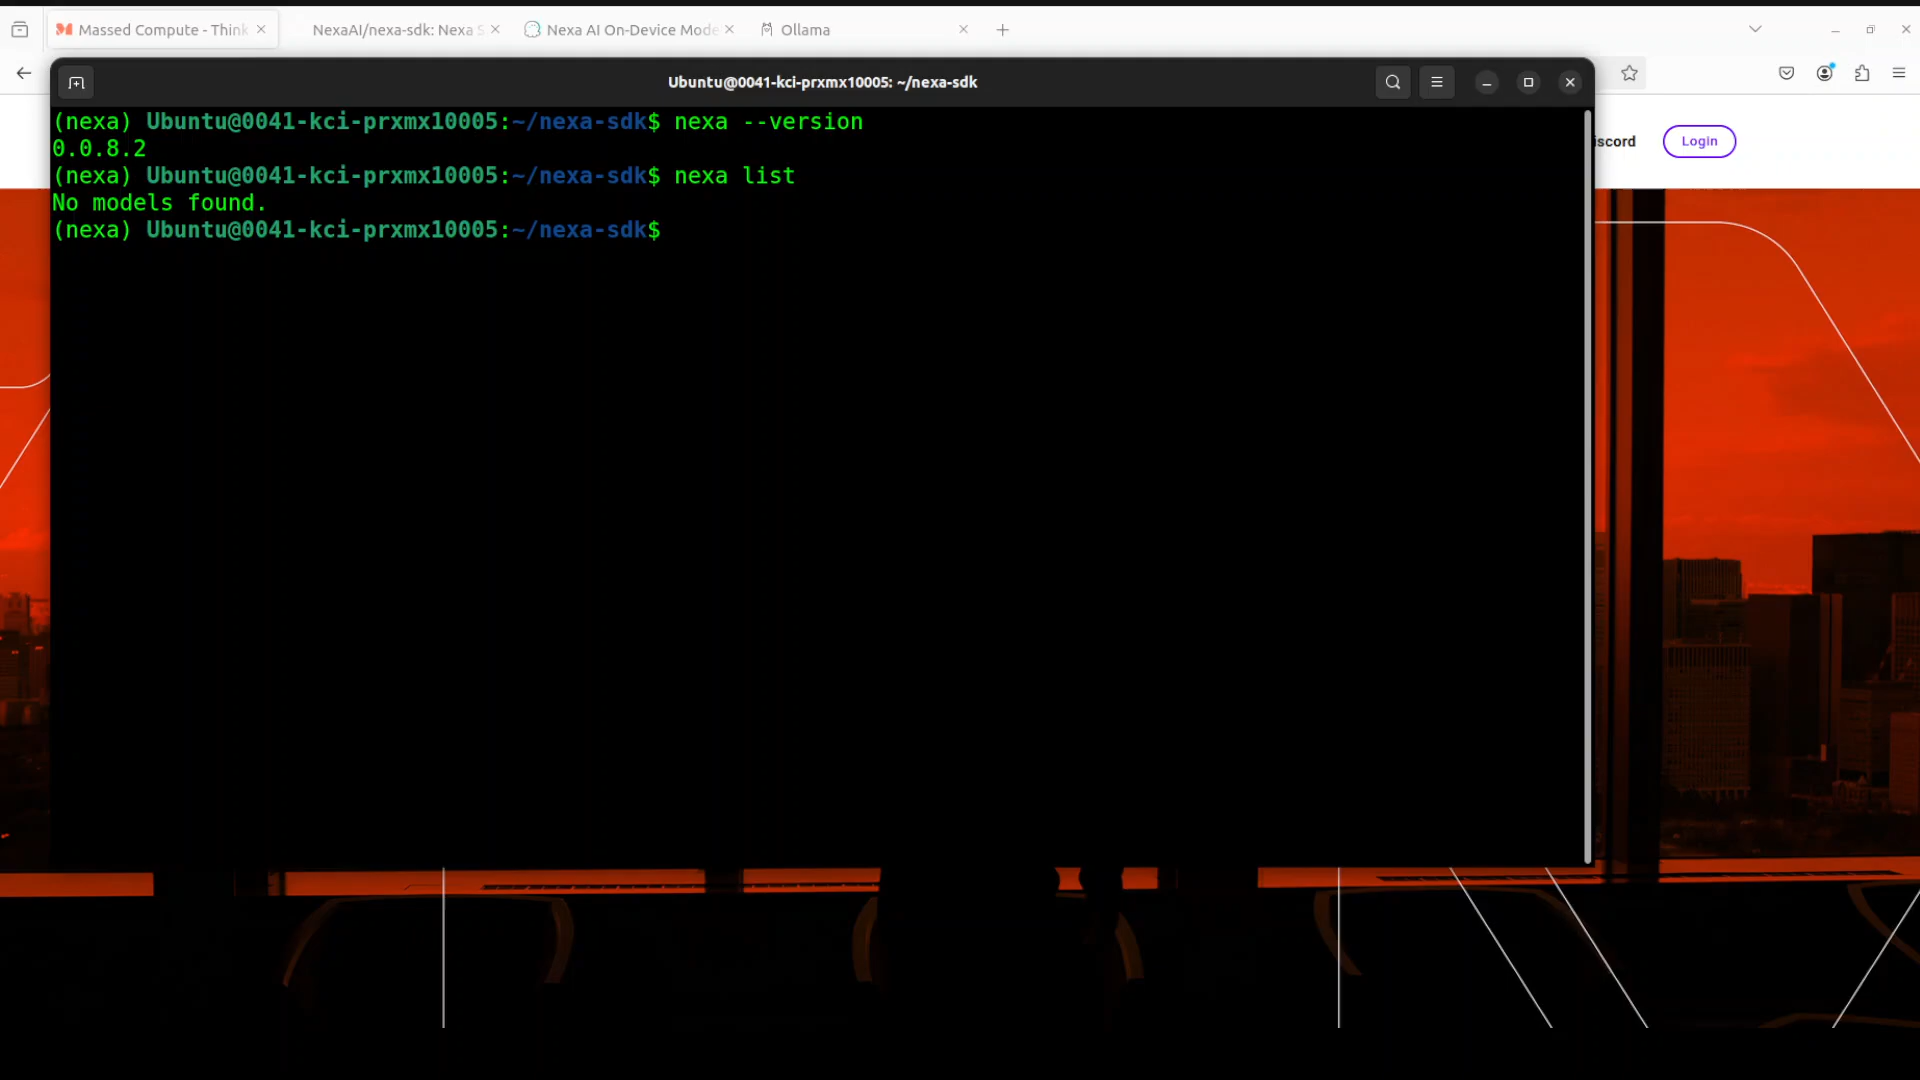 Massed Compute - Think
NexaAI/nexa-sdk: Nexa S
Nexa AI On-Device Mode
Ollama
Ubuntu@0041-kci-prxmx10005: ~/nexa-sdk
iscord
Login
(nexa) Ubuntu@0041-kci-prxmx10005:~/nexa-sdk$ nexa --version
0.0.8.2
(nexa) Ubuntu@0041-kci-prxmx10005:~/nexa-sdk$ nexa list
No models found.
(nexa) Ubuntu@0041-kci-prxmx10005:~/nexa-sdk$